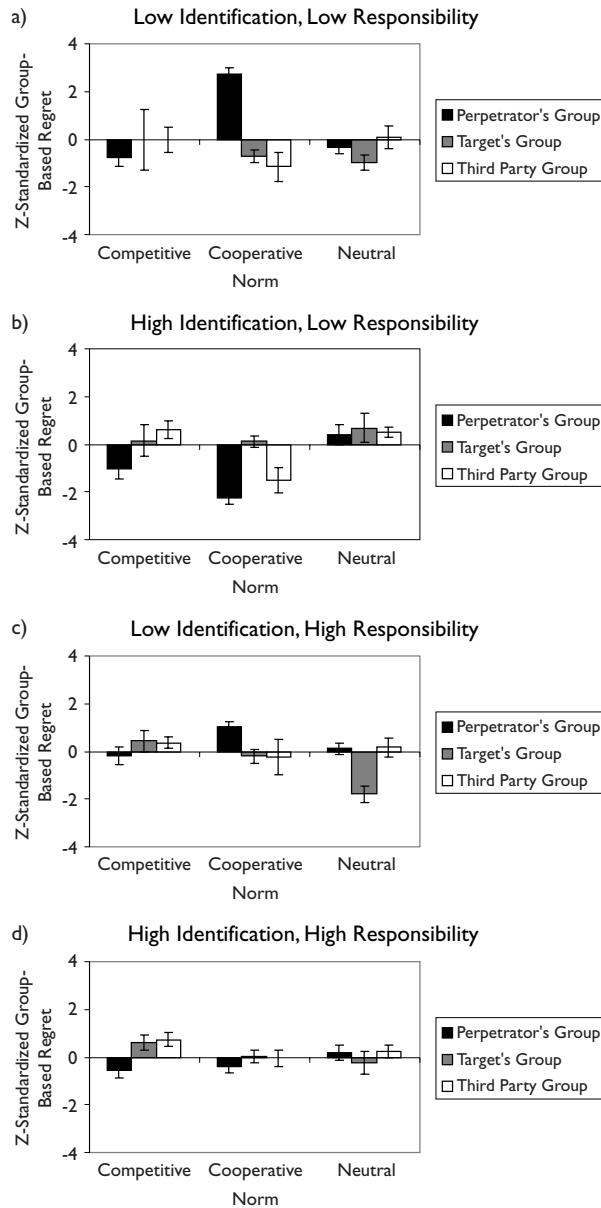 a)
Low Identification, Low Responsibility
Z-Standardized Group-
Based Regret
4
2
0
-2
-4
Competitive
Cooperative
Neutral
Norm
Perpetrator's Group
Target's Group
Third Party Group
b)
High Identification, Low Responsibility
Z-Standardized Group-
Based Regret
4
2
0
-2
-4
Competitive
Cooperative
Neutral
Norm
Perpetrator's Group
Target's Group
Third Party Group
c)
Low Identification, High Responsibility
Z-Standardized Group-
Based Regret
4
2
0
-2
-4
Competitive
Cooperative
Neutral
Norm
Perpetrator's Group
Target's Group
Third Party Group
d)
High Identification, High Responsibility
Z-Standardized Group-
Based Regret
4
2
0
-2
-4
Competitive
Cooperative
Neutral
Norm
Perpetrator's Group
Target's Group
Third Party Group